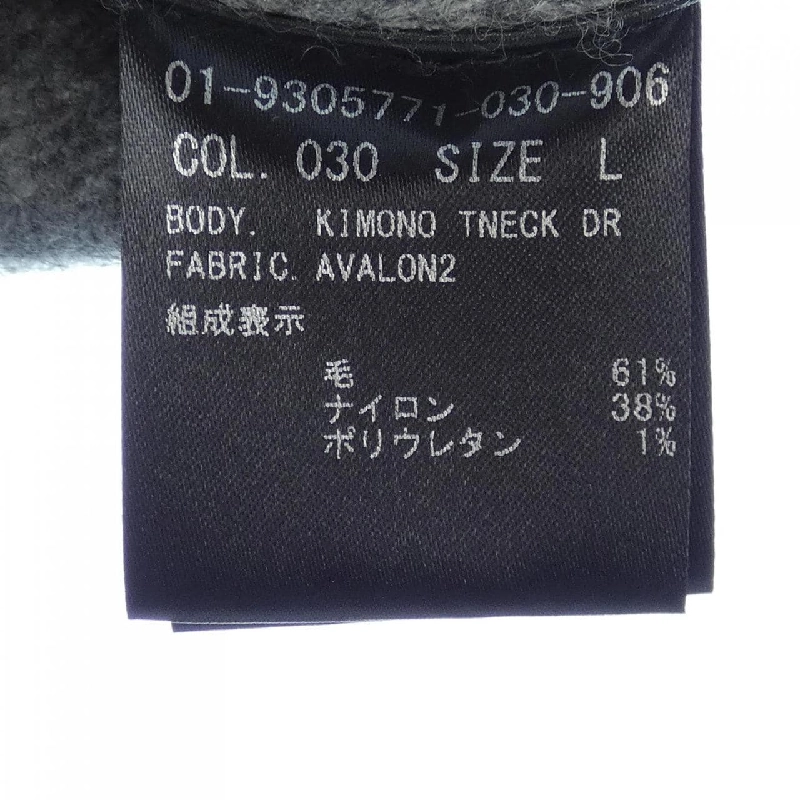 01-9305771-030-906
COL. 030 SIZE L
BODY. KIMONO TNECK DR
FABRIC. AVALON2
組成表示
毛 61%
ナイロン 38%
ポリウレタン 1%